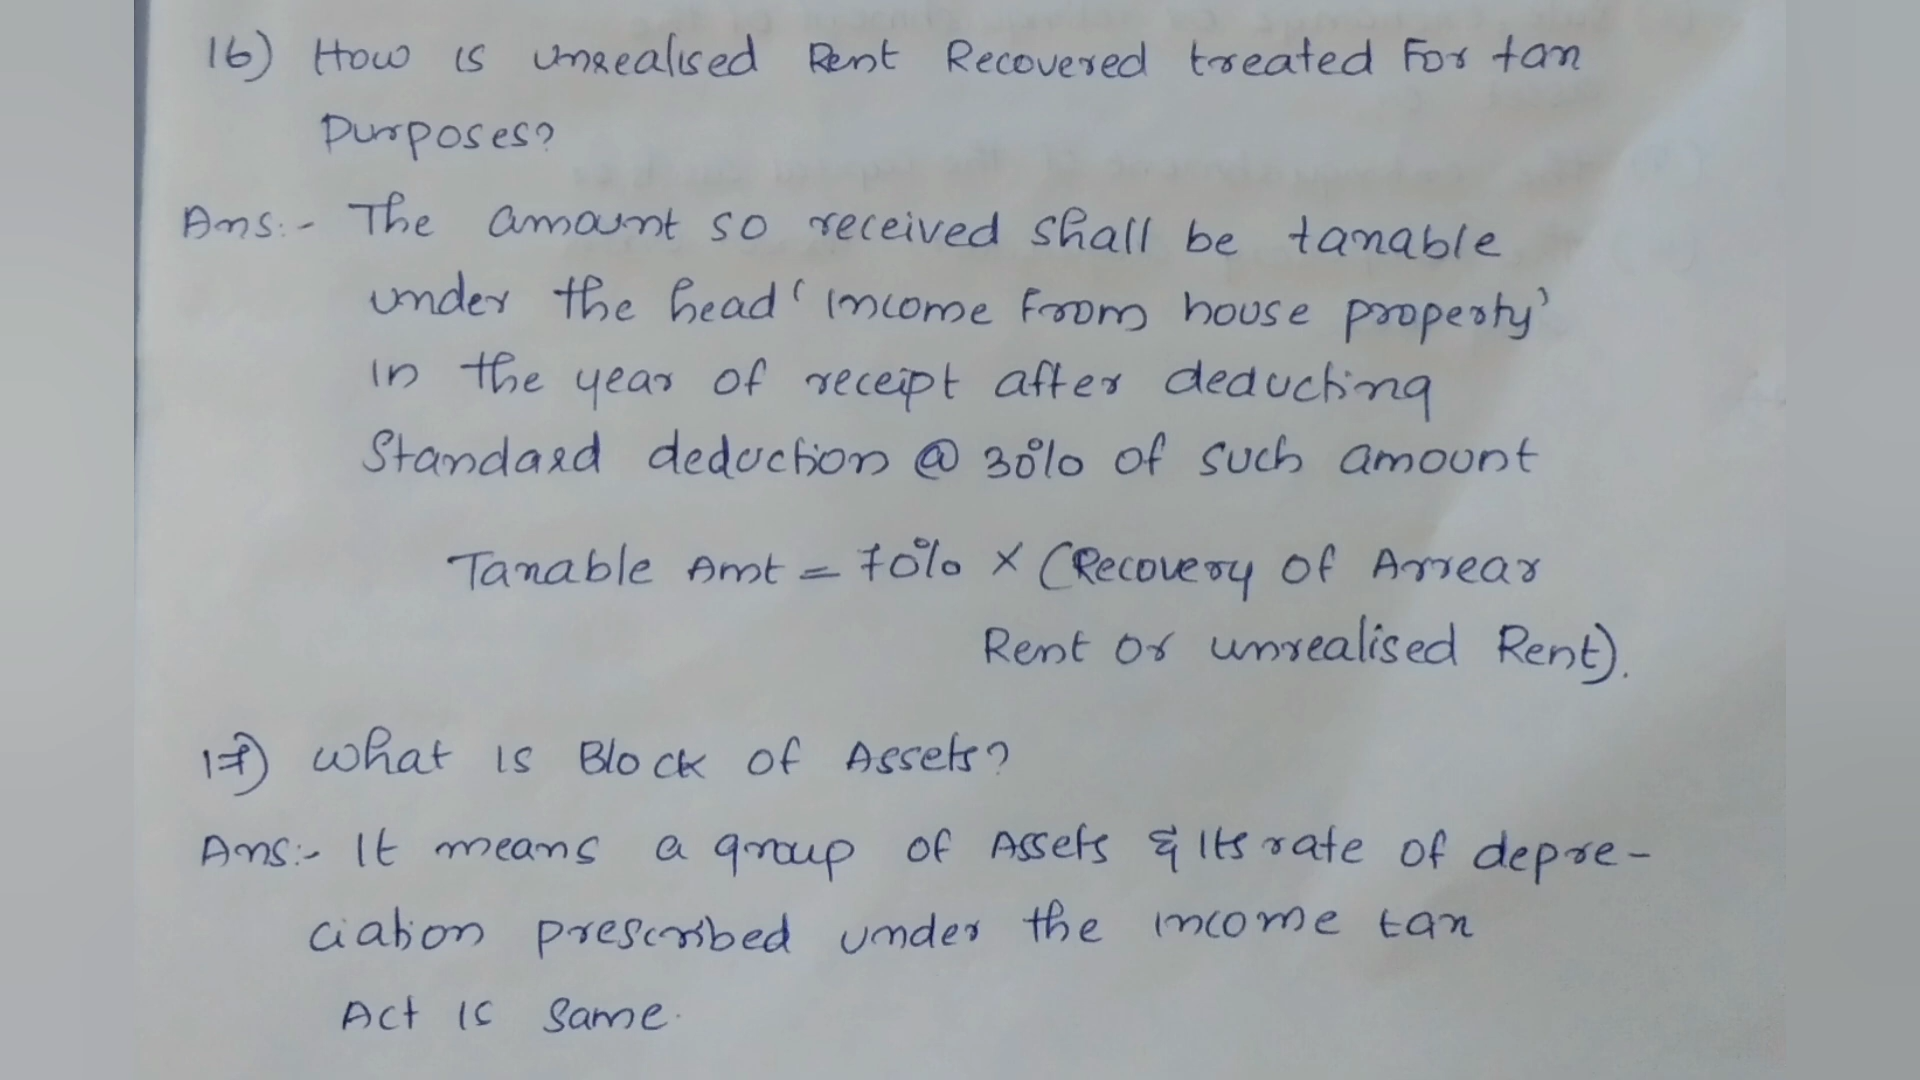 16) How is unrealised Rent Recovered treated For tax
Purposes?
Ans:- The amount so received shall be taxable
under the head 'income From house property'
in the year of receipt after deducting
Standard deduction @ 30% of such amount
Taxable Amt = 70% × (Recovery of Arrear
Rent or unrealised Rent).
17) What is Block of Assets?
Ans:- It means a group of Assets & Its rate of depre-
ciation prescribed under the income tax
Act is same.